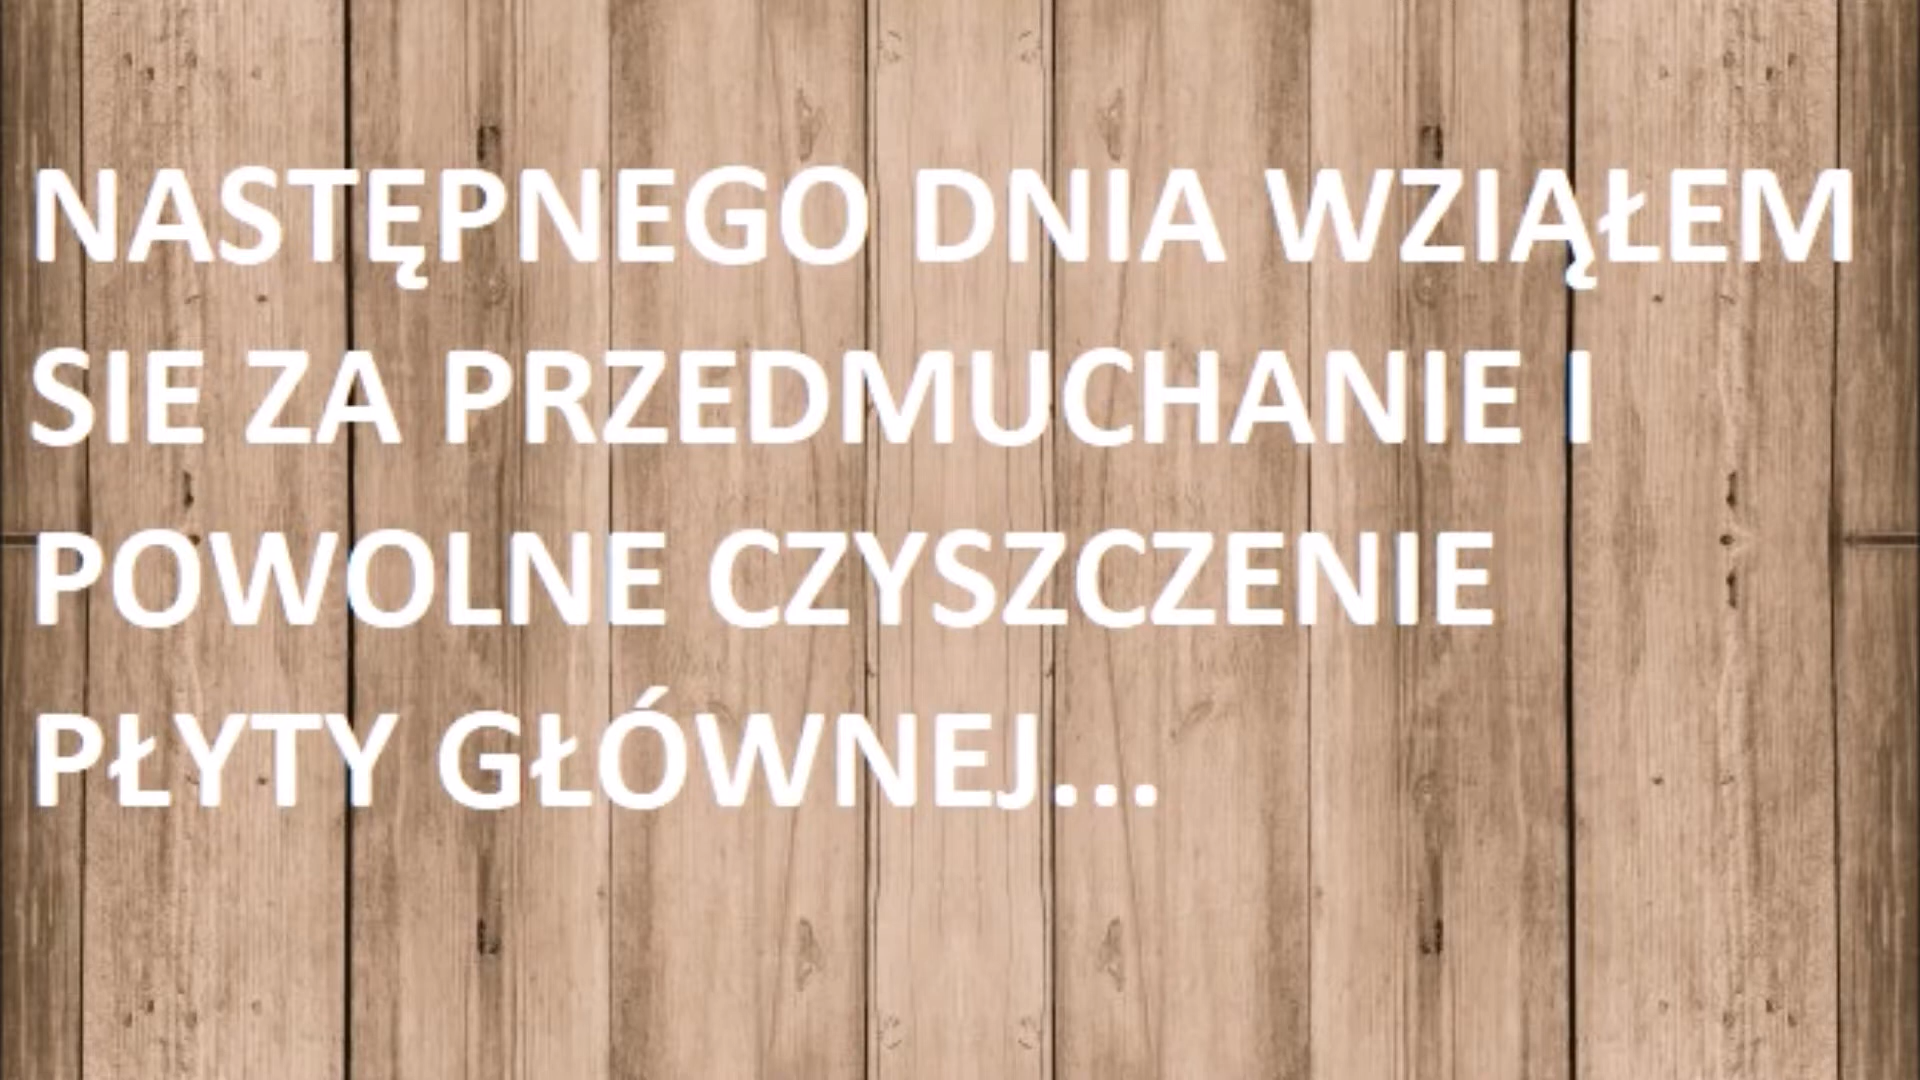 NASTĘPNEGO DNIA WZIĄŁEM
SIE ZA PRZEDMUCHANIE I
POWOLNE CZYSZCZENIE
PŁYTY GŁÓWNEJ...